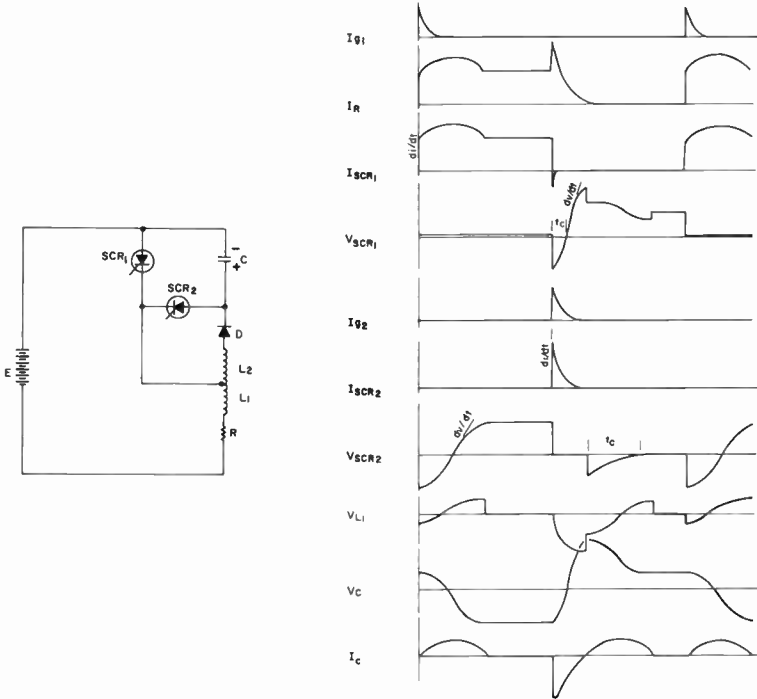 Ig1
IR
di/dt
ISCR1
tc
dv/dt
VSCR1
Ig2
di/dt
ISCR2
dv/dt
tc
VSCR2
VL1
VC
IC
SCR1
−
+
C
SCR2
D
L2
E
L1
R